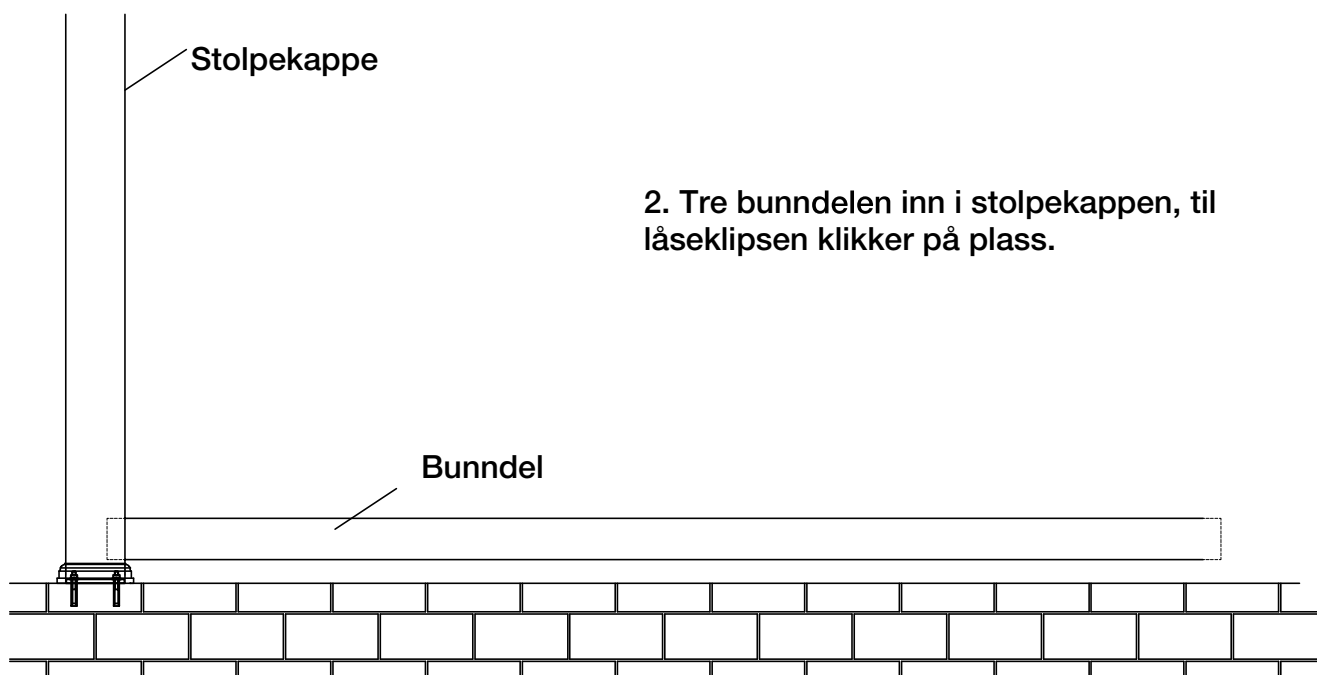 Stolpekappe
2. Tre bunndelen inn i stolpekappen, til
låseklipsen klikker på plass.
Bunndel